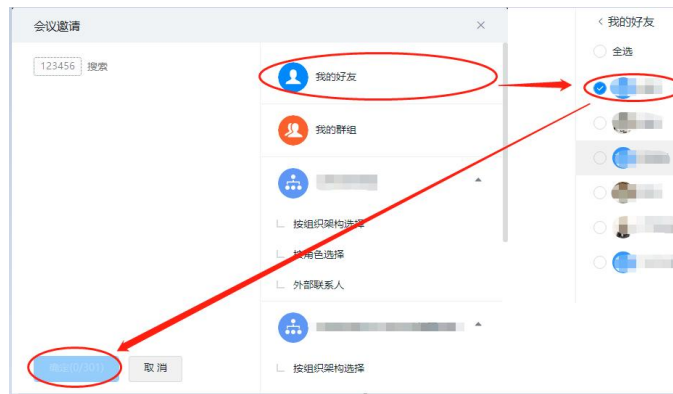 会议邀请
123456 搜索
我的好友
我的群组
按组织架构选择
按角色选择
外部联系人
按组织构选择
取消
我的好友
全选